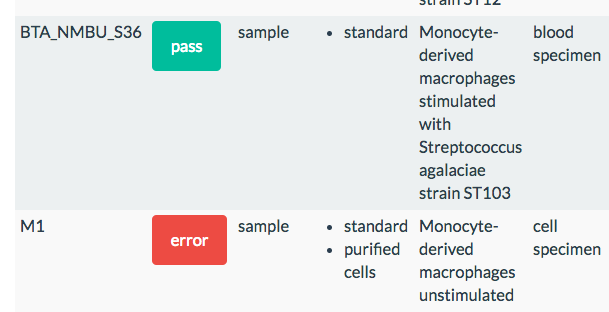 strain ST12
BTA_NMBU_S36
pass
sample
• standard
Monocyte-
derived
macrophages
stimulated
with
Streptococcus
agalaciae
strain ST103
blood
specimen
M1
error
sample
• standard
• purified
cells
Monocyte-
derived
macrophages
unstimulated
cell
specimen